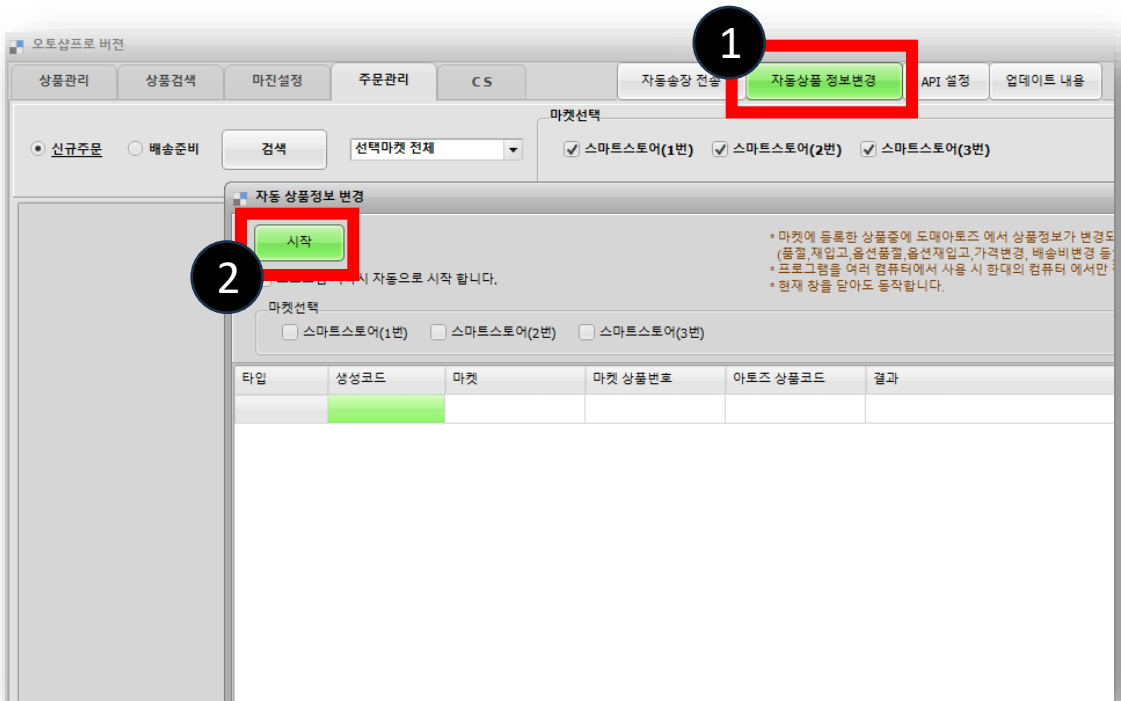 1
오토샵프로 버젼
상품관리 상품검색 마진설정 주문관리 C S 자동송장 전송 자동상품 정보변경 API 설정 업데이트 내용
마켓선택
신규주문 배송준비 검색 선택마켓 전체 스마트스토어(1번) 스마트스토어(2번) 스마트스토어(3번)
자동 상품정보 변경
시작
* 마켓에 등록한 상품중에 도매아토즈 에서 상품정보가 변경되
(품절,재입고,옵션품절,옵션재입고,가격변경, 배송비변경 등)
2
시 자동으로 시작 합니다.
* 프로그램을 여러 컴퓨터에서 사용 시 한대의 컴퓨터 에서만
* 현재 창을 닫아도 동작합니다.
마켓선택
스마트스토어(1번) 스마트스토어(2번) 스마트스토어(3번)
타입 생성코드 마켓 마켓 상품번호 아토즈 상품코드 결과